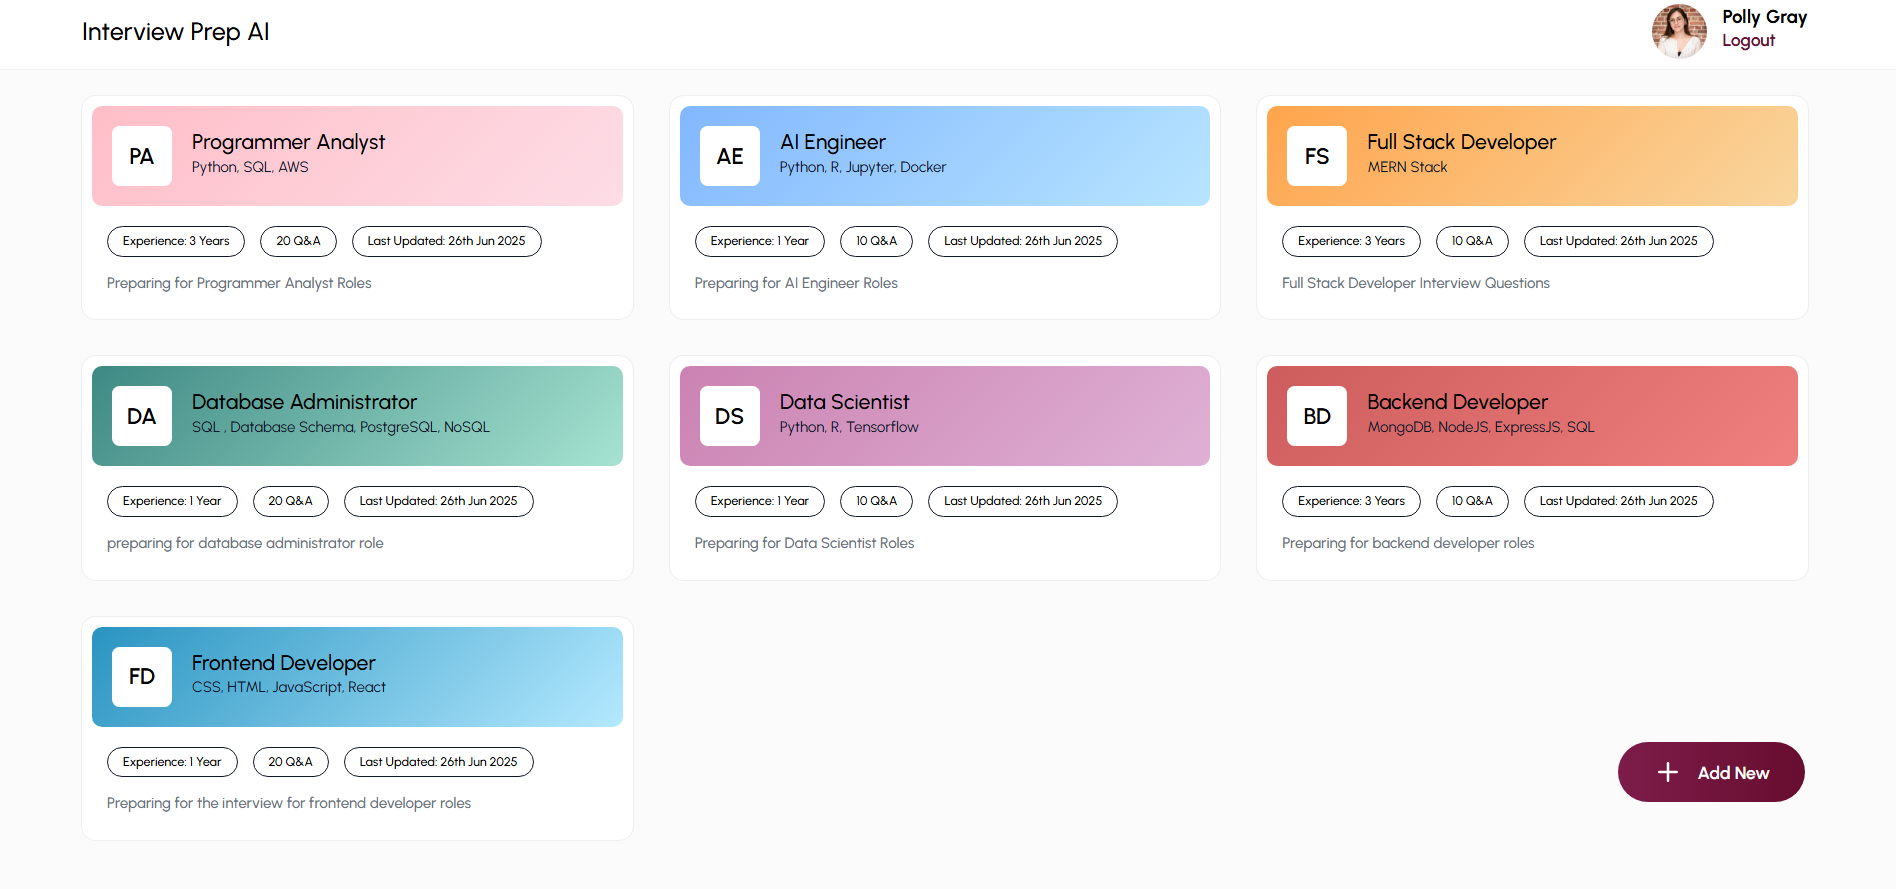 Interview Prep AI
Polly Gray
Logout
PA
Programmer Analyst
Python, SQL, AWS
Experience: 3 Years
20 Q&A
Last Updated: 26th Jun 2025
Preparing for Programmer Analyst Roles
AE
AI Engineer
Python, R, Jupyter, Docker
Experience: 1 Year
10 Q&A
Last Updated: 26th Jun 2025
Preparing for AI Engineer Roles
FS
Full Stack Developer
MERN Stack
Experience: 3 Years
10 Q&A
Last Updated: 26th Jun 2025
Full Stack Developer Interview Questions
DA
Database Administrator
SQL , Database Schema, PostgreSQL, NoSQL
Experience: 1 Year
20 Q&A
Last Updated: 26th Jun 2025
preparing for database administrator role
DS
Data Scientist
Python, R, Tensorflow
Experience: 1 Year
10 Q&A
Last Updated: 26th Jun 2025
Preparing for Data Scientist Roles
BD
Backend Developer
MongoDB, NodeJS, ExpressJS, SQL
Experience: 3 Years
10 Q&A
Last Updated: 26th Jun 2025
Preparing for backend developer roles
FD
Frontend Developer
CSS, HTML, JavaScript, React
Experience: 1 Year
20 Q&A
Last Updated: 26th Jun 2025
Preparing for the interview for frontend developer roles
Add New